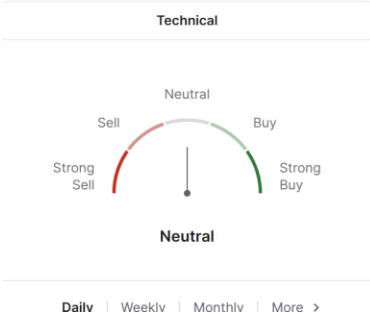 Technical
Neutral
Sell
Buy
Strong
Sell
Strong
Buy
Neutral
Daily Weekly Monthly More >